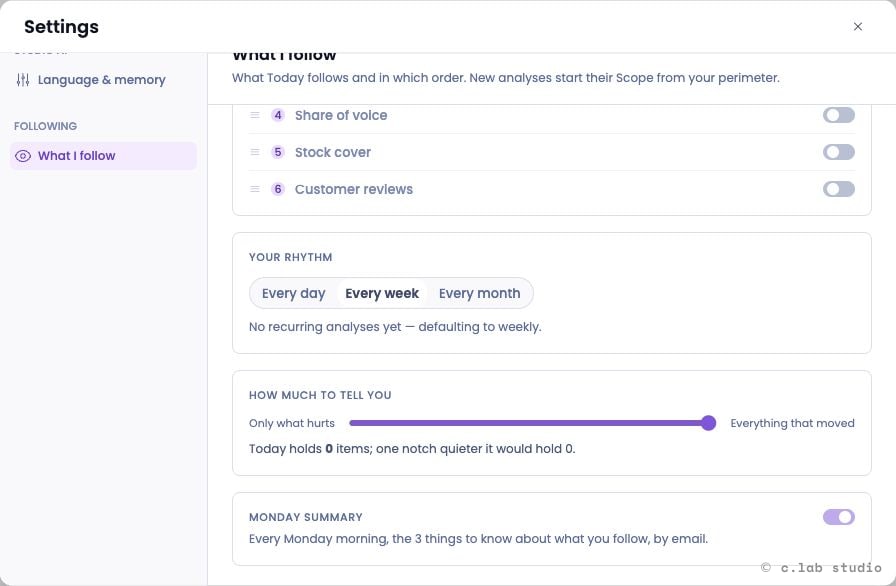 Settings
Language & memory
FOLLOWING
What I follow
What I follow
What Today follows and in which order. New analyses start their Scope from your perimeter.
4 Share of voice
5 Stock cover
6 Customer reviews
YOUR RHYTHM
Every day Every week Every month
No recurring analyses yet — defaulting to weekly.
HOW MUCH TO TELL YOU
Only what hurts Everything that moved
Today holds 0 items; one notch quieter it would hold 0.
MONDAY SUMMARY
Every Monday morning, the 3 things to know about what you follow, by email.
© c.lab studio